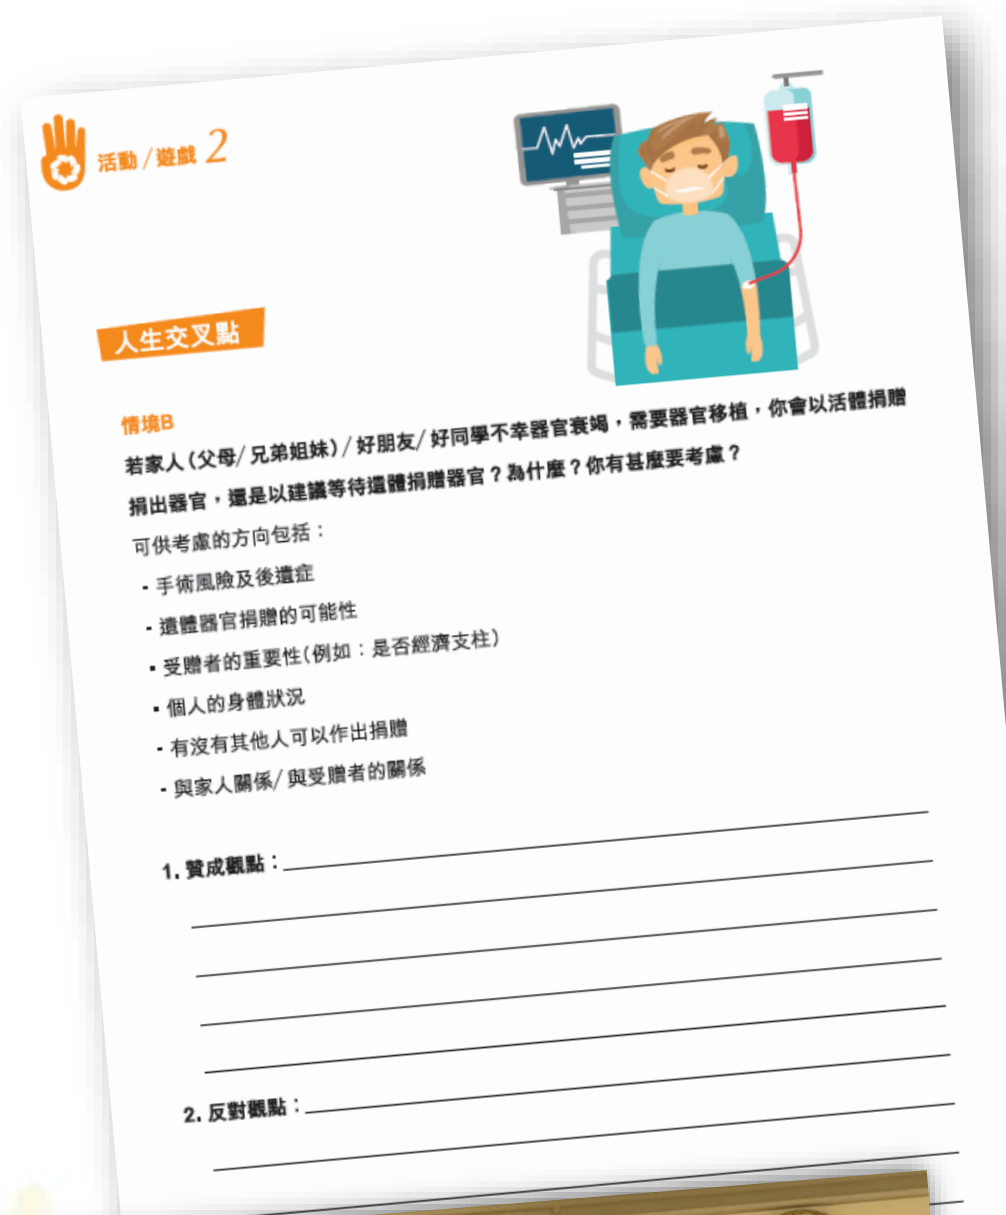 活動/遊戲 2
人生交叉點
情境B
若家人(父母/兄弟姐妹)/好朋友/好同學不幸器官衰竭，需要器官移植，你會以活體捐贈
捐出器官，還是以建議等待遺體捐贈器官？為什麼？你有甚麼要考慮？
可供考慮的方向包括：
- 手術風險及後遺症
- 遺體器官捐贈的可能性
- 受贈者的重要性(例如：是否經濟支柱)
- 個人的身體狀況
- 有沒有其他人可以作出捐贈
- 與家人關係/與受贈者的關係
1. 贊成觀點：
2. 反對觀點：